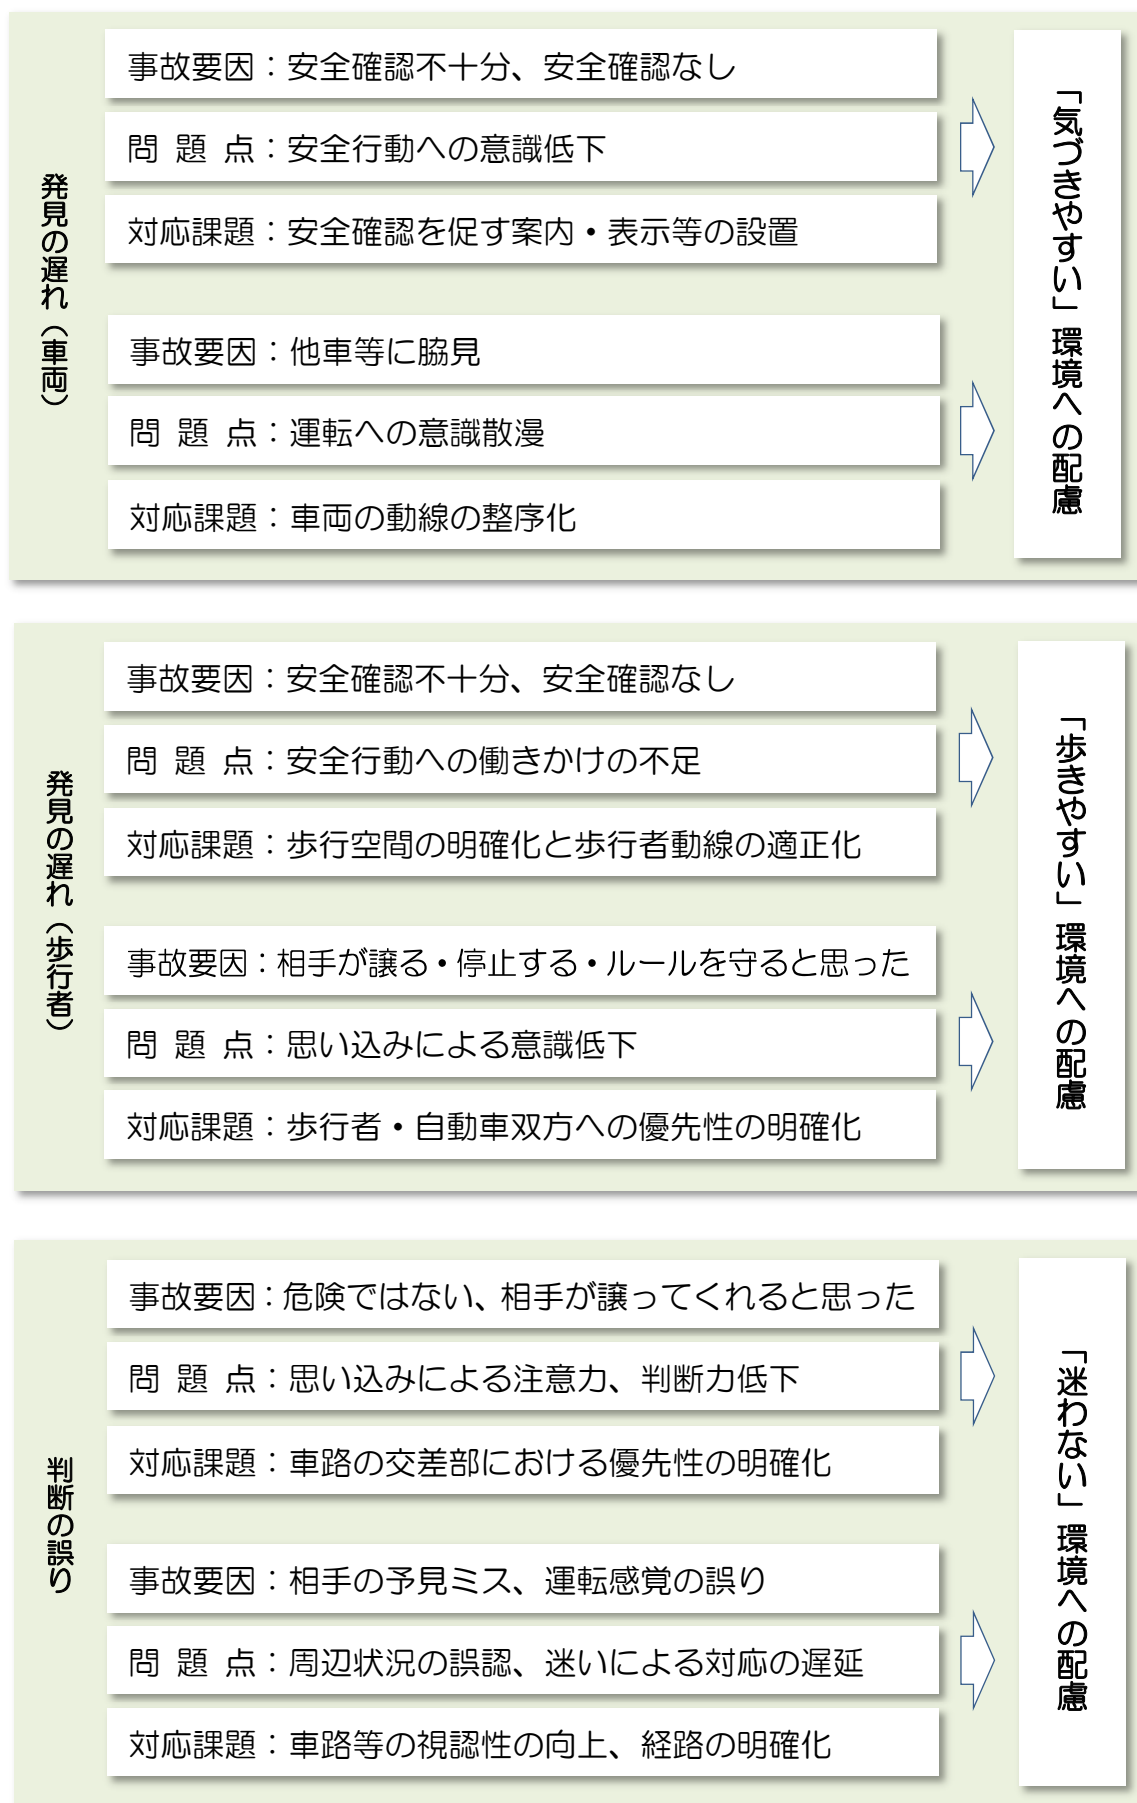 発見の遅れ（車両）
事故要因：安全確認不十分、安全確認なし
問 題 点：安全行動への意識低下
対応課題：安全確認を促す案内・表示等の設置
事故要因：他車等に脇見
問 題 点：運転への意識散漫
対応課題：車両の動線の整序化
「気づきやすい」環境への配慮
発見の遅れ（歩行者）
事故要因：安全確認不十分、安全確認なし
問 題 点：安全行動への働きかけの不足
対応課題：歩行空間の明確化と歩行者動線の適正化
事故要因：相手が譲る・停止する・ルールを守ると思った
問 題 点：思い込みによる意識低下
対応課題：歩行者・自動車双方への優先性の明確化
「歩きやすい」環境への配慮
判断の誤り
事故要因：危険ではない、相手が譲ってくれると思った
問 題 点：思い込みによる注意力、判断力低下
対応課題：車路の交差部における優先性の明確化
事故要因：相手の予見ミス、運転感覚の誤り
問 題 点：周辺状況の誤認、迷いによる対応の遅延
対応課題：車路等の視認性の向上、経路の明確化
「迷わない」環境への配慮